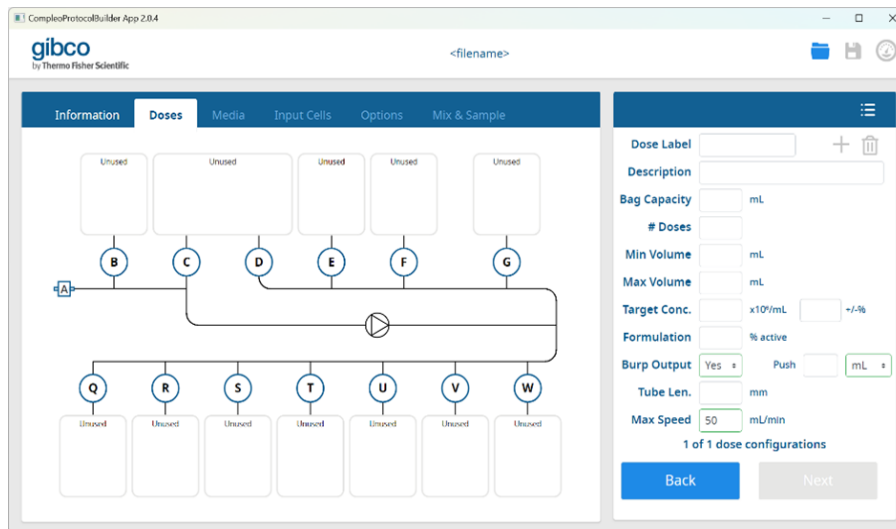 CompleoProtocolBuilder App 2.0.4
gibco
by Thermo Fisher Scientific
<filename>
Information Doses Media Input Cells Options Mix & Sample
Unused Unused Unused Unused Unused
B C D E F G
A
Q R S T U V W
Unused Unused Unused Unused Unused Unused Unused
Dose Label
Description
Bag Capacity mL
# Doses
Min Volume mL
Max Volume mL
Target Conc. x10⁶/mL +/-%
Formulation % active
Burp Output Yes Push mL
Tube Len. mm
Max Speed 50 mL/min
1 of 1 dose configurations
Back Next